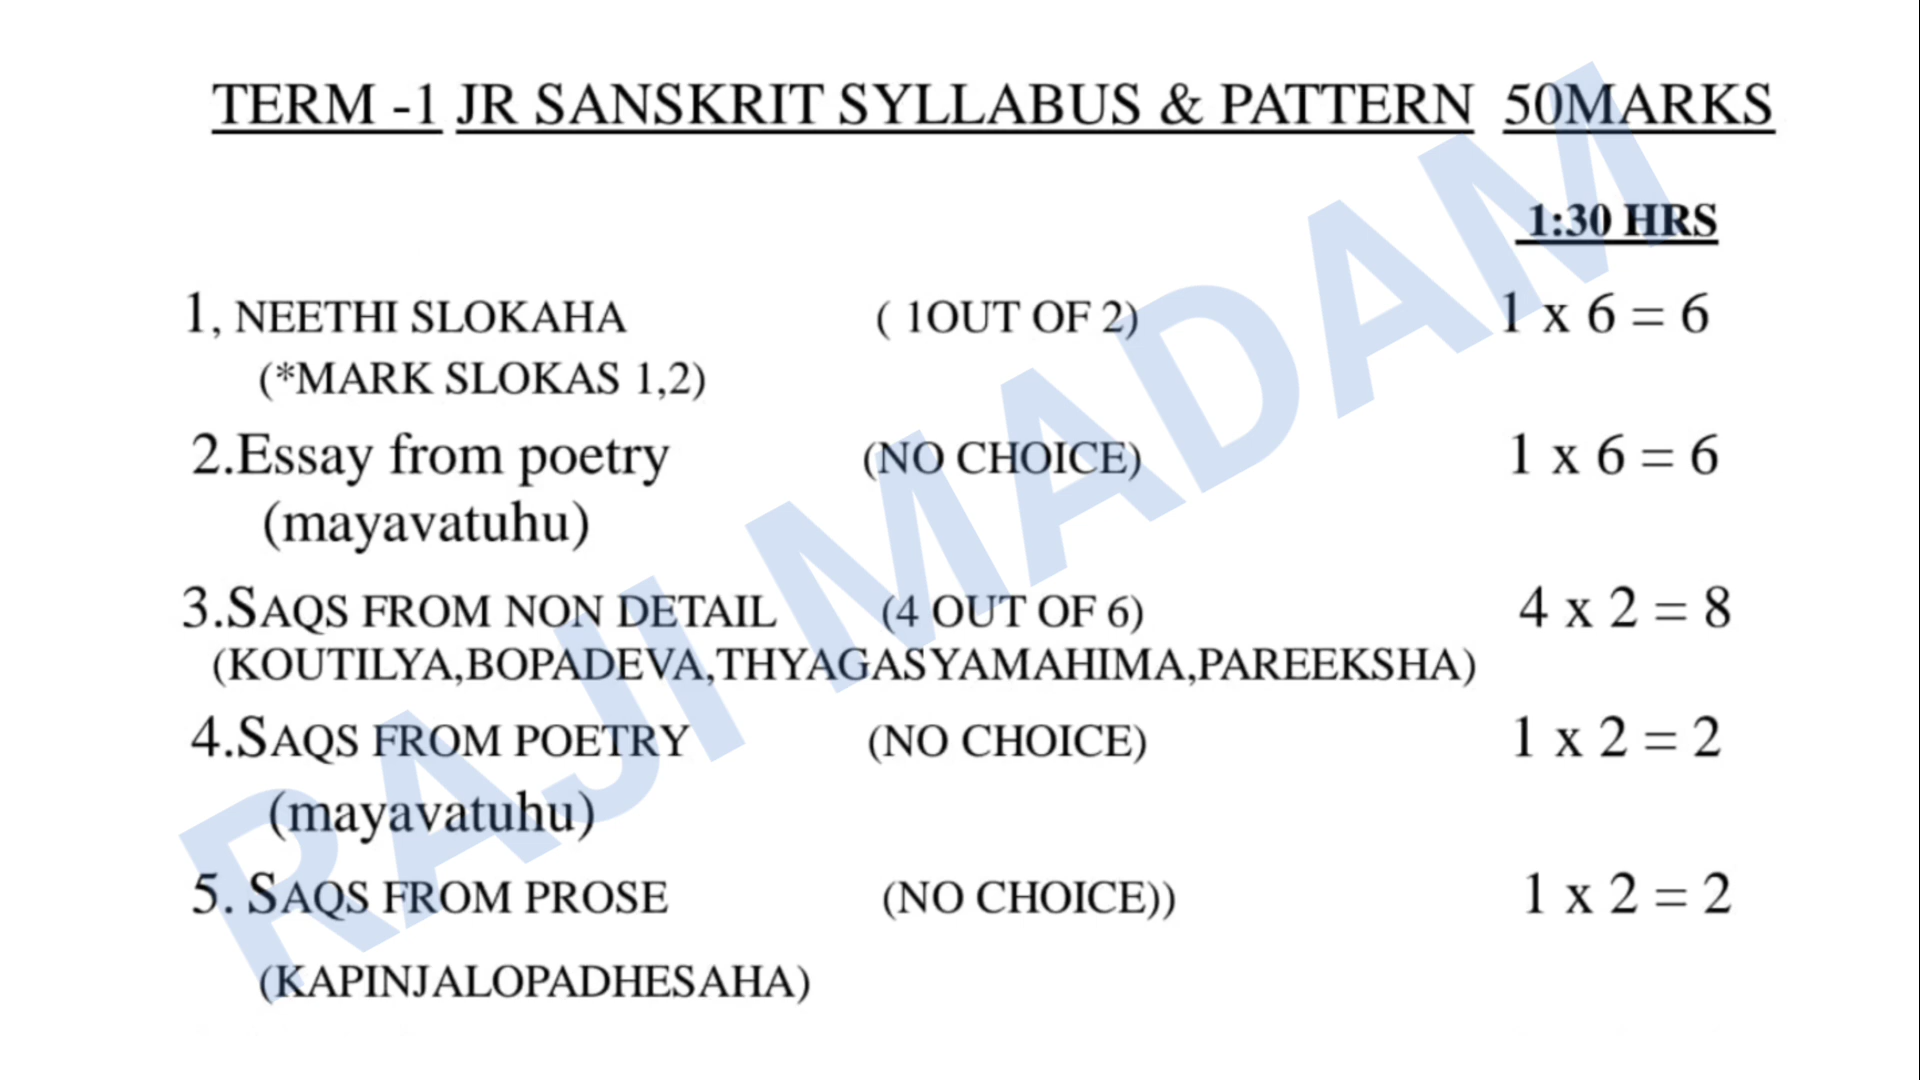 TERM -1 JR SANSKRIT SYLLABUS & PATTERN 50MARKS
1:30 HRS
1, NEETHI SLOKAHA ( 1OUT OF 2) 1 x 6 = 6
(*MARK SLOKAS 1,2)
2.Essay from poetry (NO CHOICE) 1 x 6 = 6
(mayavatuhu)
3.SAQS FROM NON DETAIL (4 OUT OF 6) 4 x 2 = 8
(KOUTILYA,BOPADEVA,THYAGASYAMAHIMA,PAREEKSHA)
4.SAQS FROM POETRY (NO CHOICE) 1 x 2 = 2
(mayavatuhu)
5. SAQS FROM PROSE (NO CHOICE)) 1 x 2 = 2
(KAPINJALOPADHESAHA)
RAJI MADAM